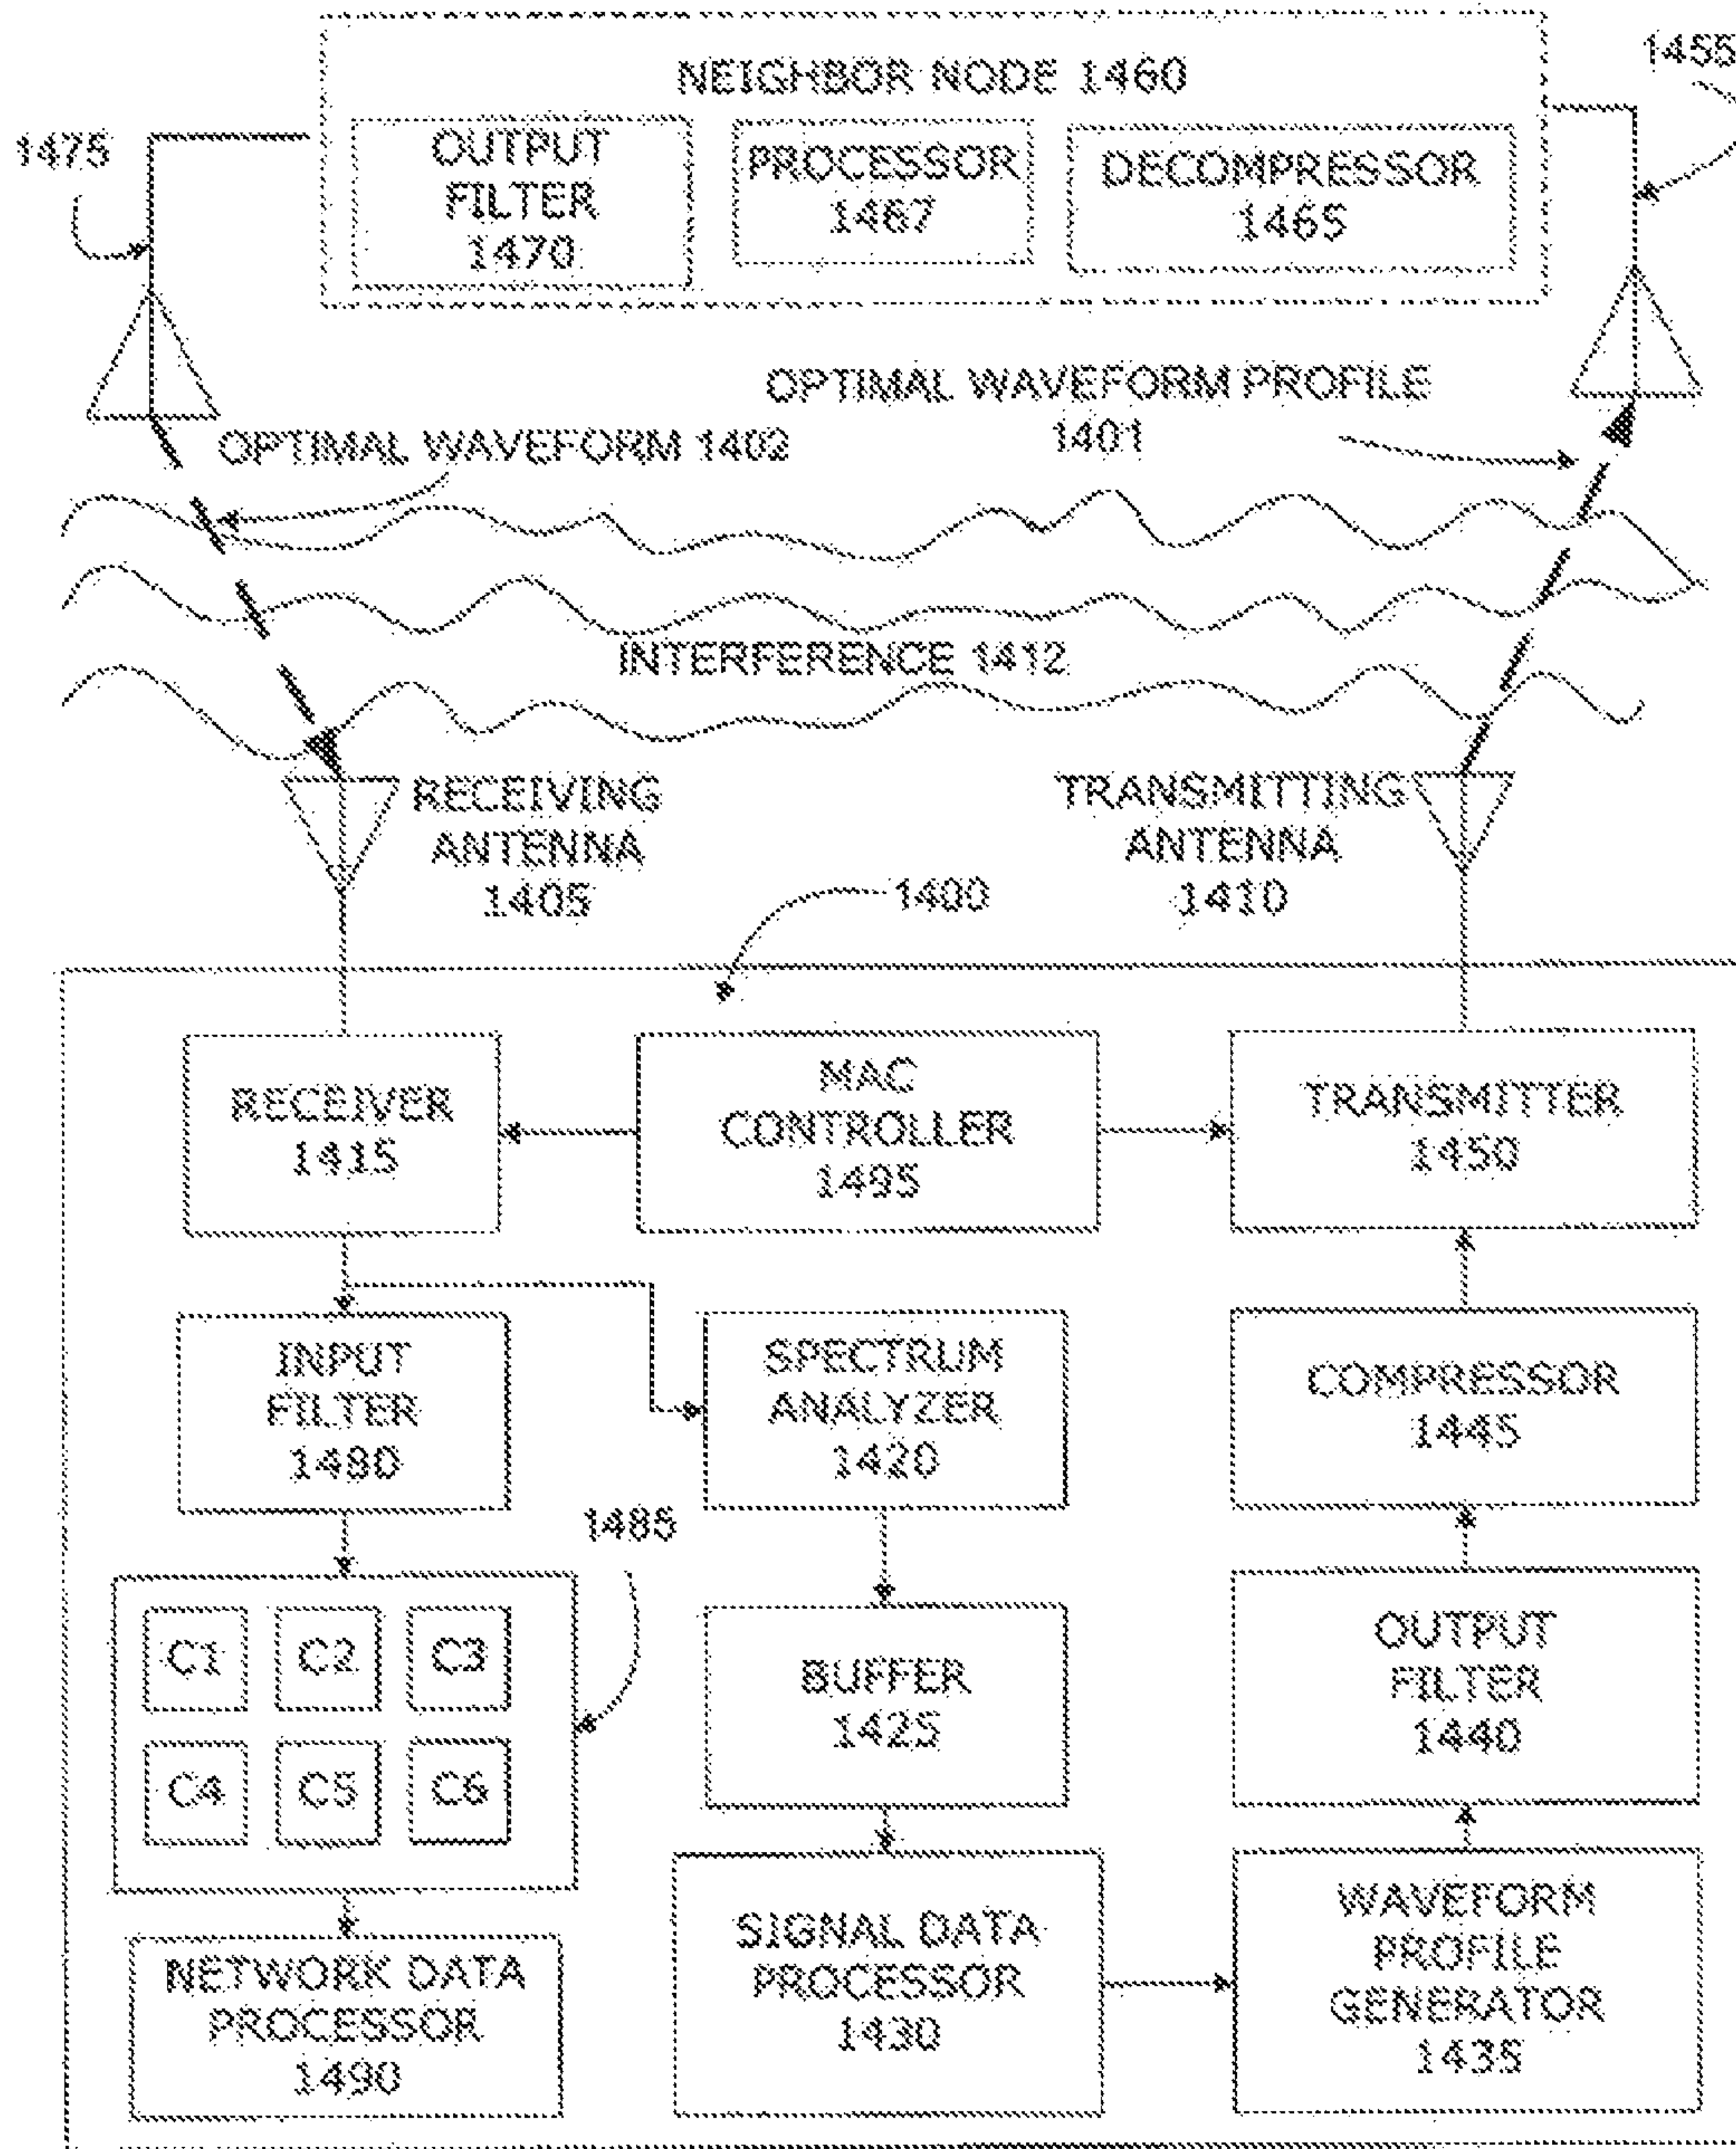 NEIGHBOR NODE 1460
1455
1475
OUTPUT
FILTER
1470
PROCESSOR
1467
DECOMPRESSOR
1465
OPTIMAL WAVEFORM PROFILE
1401
OPTIMAL WAVEFORM 1402
INTERFERENCE 1412
RECEIVING
ANTENNA
1405
TRANSMITTING
ANTENNA
1410
1400
RECEIVER
1415
MAC
CONTROLLER
1495
TRANSMITTER
1450
INPUT
FILTER
1480
SPECTRUM
ANALYZER
1420
COMPRESSOR
1445
1485
C1 C2 C3
C4 C5 C6
BUFFER
1425
OUTPUT
FILTER
1440
NETWORK DATA
PROCESSOR
1490
SIGNAL DATA
PROCESSOR
1430
WAVEFORM
PROFILE
GENERATOR
1435